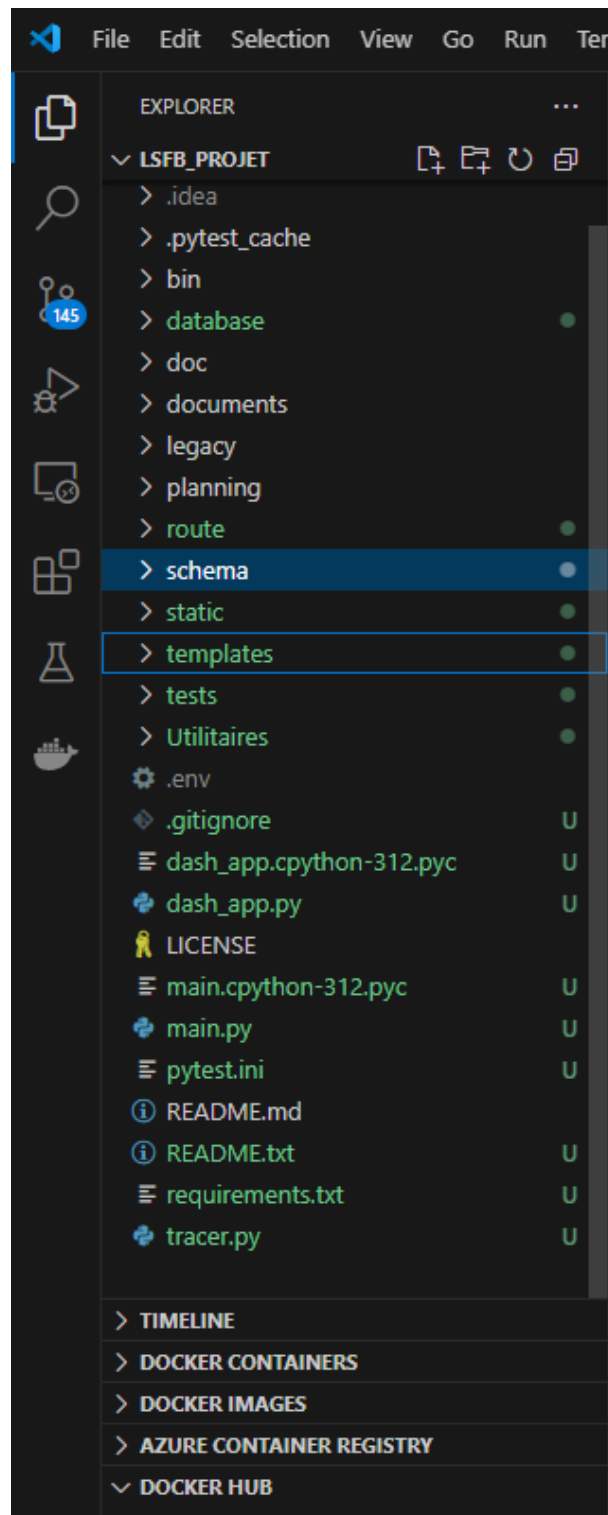 File Edit Selection View Go Run Ter
EXPLORER
LSFB_PROJET
.idea
.pytest_cache
bin
database
doc
documents
legacy
planning
route
schema
static
templates
tests
Utilitaires
.env
.gitignore U
dash_app.cpython-312.pyc U
dash_app.py U
LICENSE
main.cpython-312.pyc U
main.py U
pytest.ini U
README.md
README.txt U
requirements.txt U
tracer.py U
TIMELINE
DOCKER CONTAINERS
DOCKER IMAGES
AZURE CONTAINER REGISTRY
DOCKER HUB
145